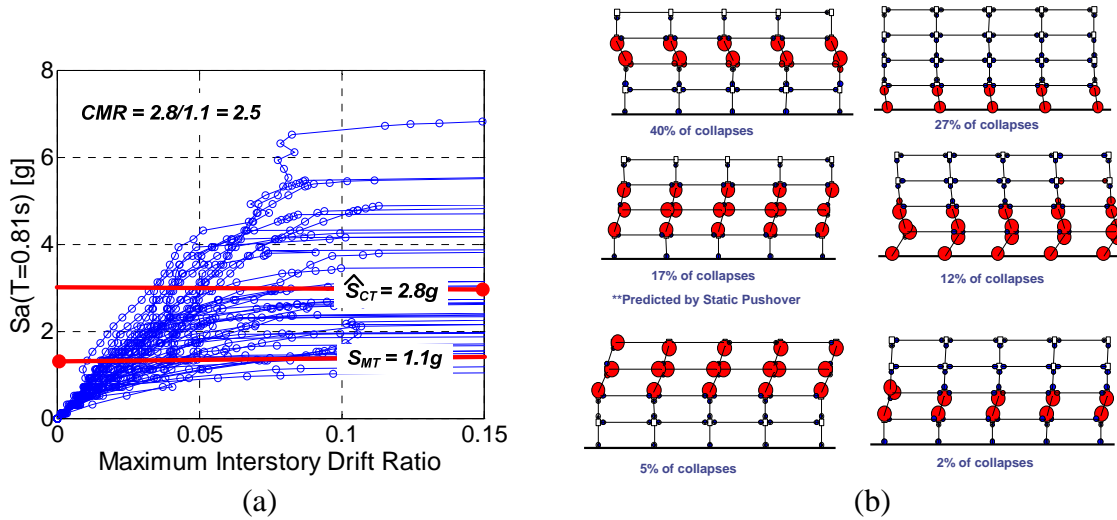 CMR = 2.8/1.1 = 2.5
Sa(T=0.81s) [g]
8
6
4
2
0
ŜCT = 2.8g
SMT = 1.1g
0
0.05
0.1
0.15
Maximum Interstory Drift Ratio
(a)
40% of collapses
27% of collapses
17% of collapses
12% of collapses
**Predicted by Static Pushover
5% of collapses
2% of collapses
(b)